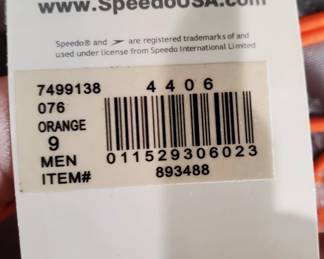 www.SpeedoUSA.com
Speedo® and are registered trademarks of and
used under license from Speedo International Limited
7499138 4406
076
ORANGE
9
MEN 011529306023
ITEM# 893488